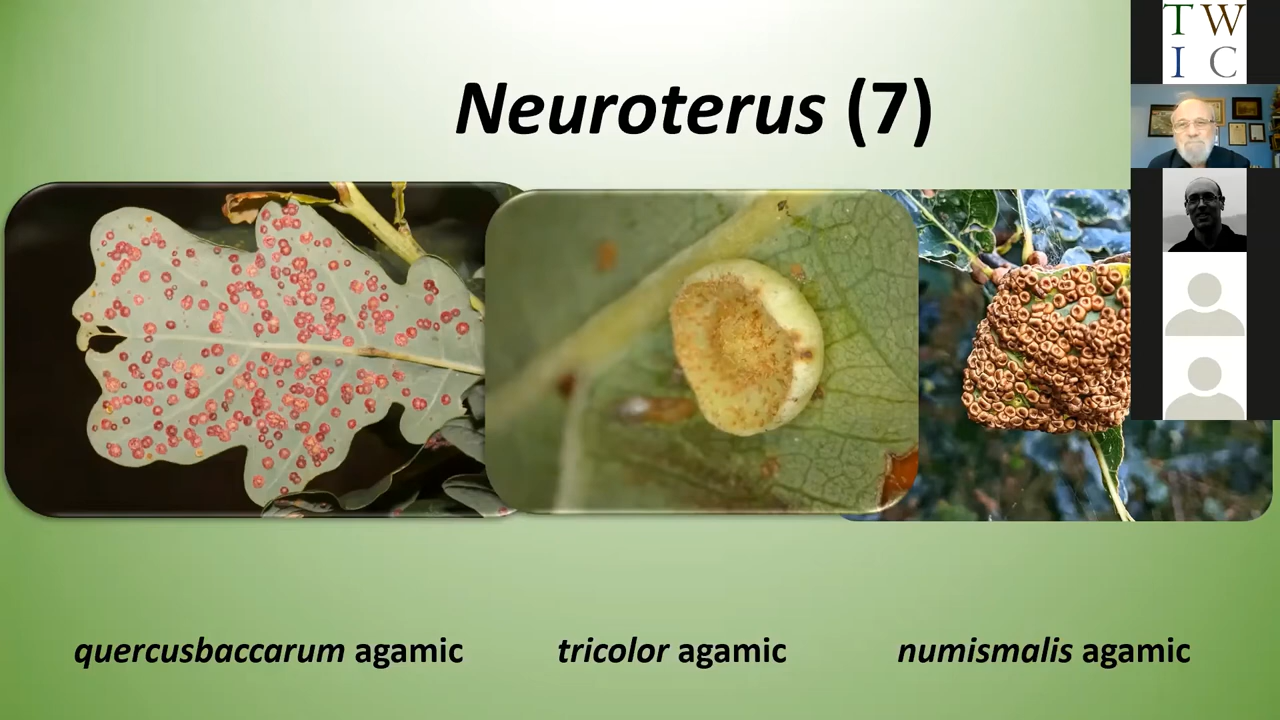 Neuroterus (7)
T W
I C
quercusbaccarum agamic
tricolor agamic
numismalis agamic